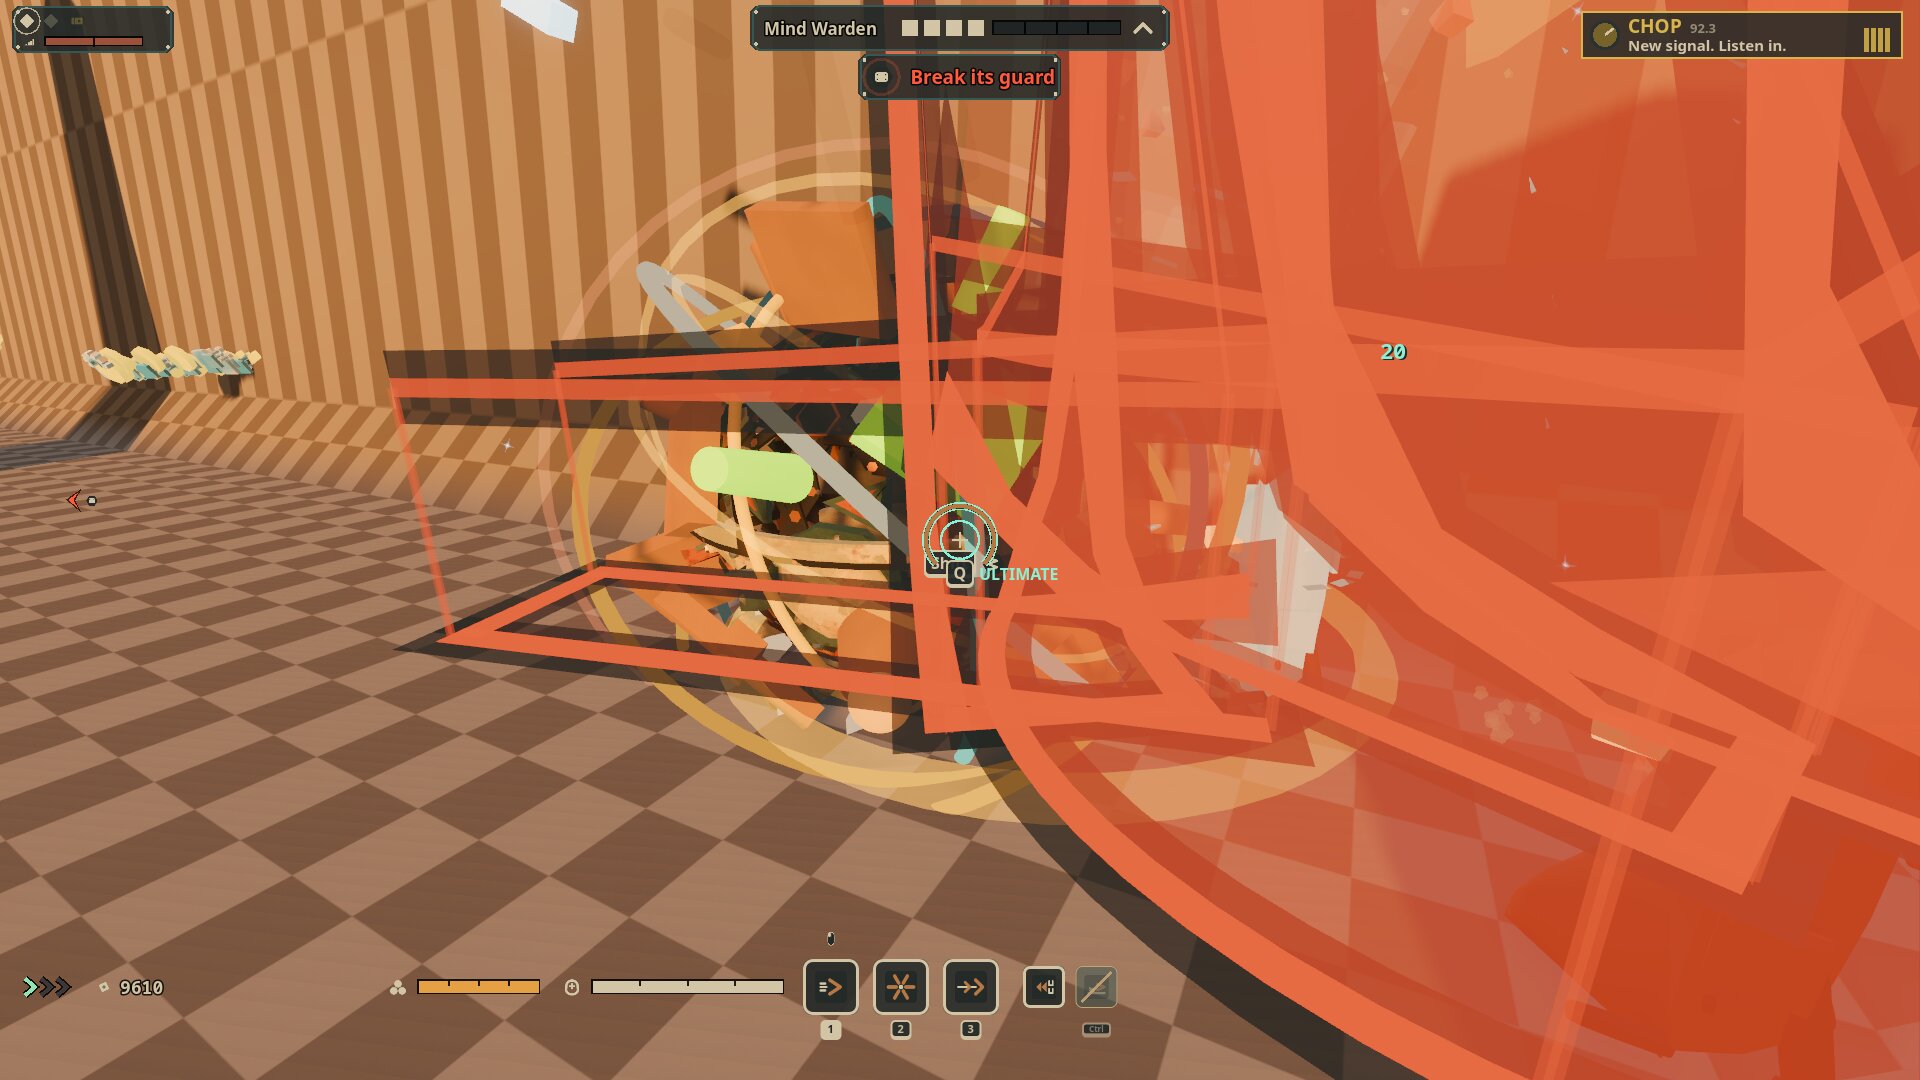 Mind Warden
Break its guard
CHOP 92.3
New signal. Listen in.
20
Q ULTIMATE
9610
1
2
3
Ctrl